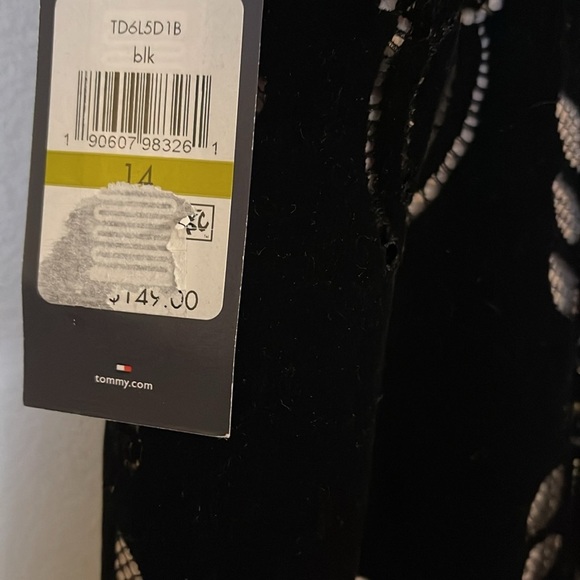 TD6L5D1B
blk
1 90607 98326 1
14
$149.00
tommy.com